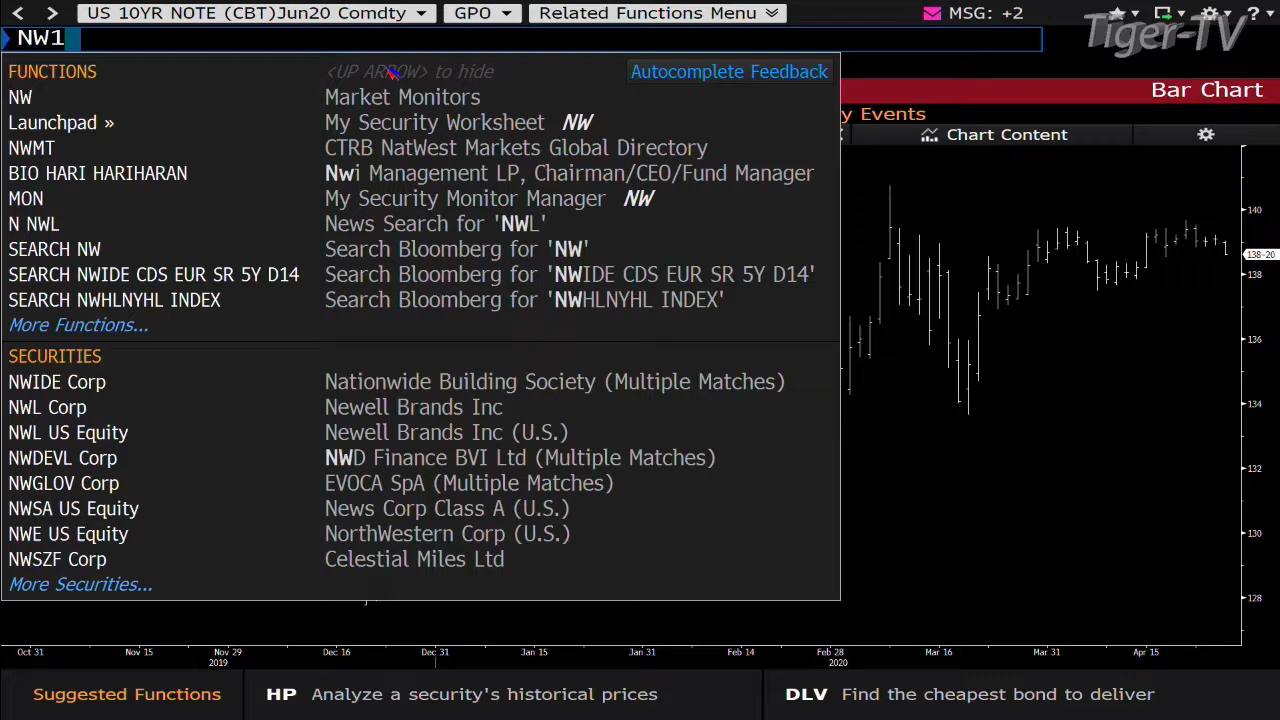 US 10YR NOTE (CBT)Jun20 Comdty GPO Related Functions Menu MSG: +2 ?
Tiger-TV
NW1
FUNCTIONS <UP ARROW> to hide Autocomplete Feedback
NW Market Monitors
Launchpad » My Security Worksheet NW
NWMT CTRB NatWest Markets Global Directory
BIO HARI HARIHARAN Nwi Management LP, Chairman/CEO/Fund Manager
MON My Security Monitor Manager NW
N NWL News Search for 'NWL'
SEARCH NW Search Bloomberg for 'NW'
SEARCH NWIDE CDS EUR SR 5Y D14 Search Bloomberg for 'NWIDE CDS EUR SR 5Y D14'
SEARCH NWHLNYHL INDEX Search Bloomberg for 'NWHLNYHL INDEX'
More Functions...
SECURITIES
NWIDE Corp Nationwide Building Society (Multiple Matches)
NWL Corp Newell Brands Inc
NWL US Equity Newell Brands Inc (U.S.)
NWDEVL Corp NWD Finance BVI Ltd (Multiple Matches)
NWGLOV Corp EVOCA SpA (Multiple Matches)
NWSA US Equity News Corp Class A (U.S.)
NWE US Equity NorthWestern Corp (U.S.)
NWSZF Corp Celestial Miles Ltd
More Securities...
Bar Chart
y Events
Chart Content
140
138-20
138
136
134
132
130
128
Oct 31 Nov 15 Nov 29 Dec 16 Dec 31 Jan 15 Jan 31 Feb 14 Feb 28 Mar 16 Mar 31 Apr 15
2019 2020
Suggested Functions HP Analyze a security's historical prices DLV Find the cheapest bond to deliver